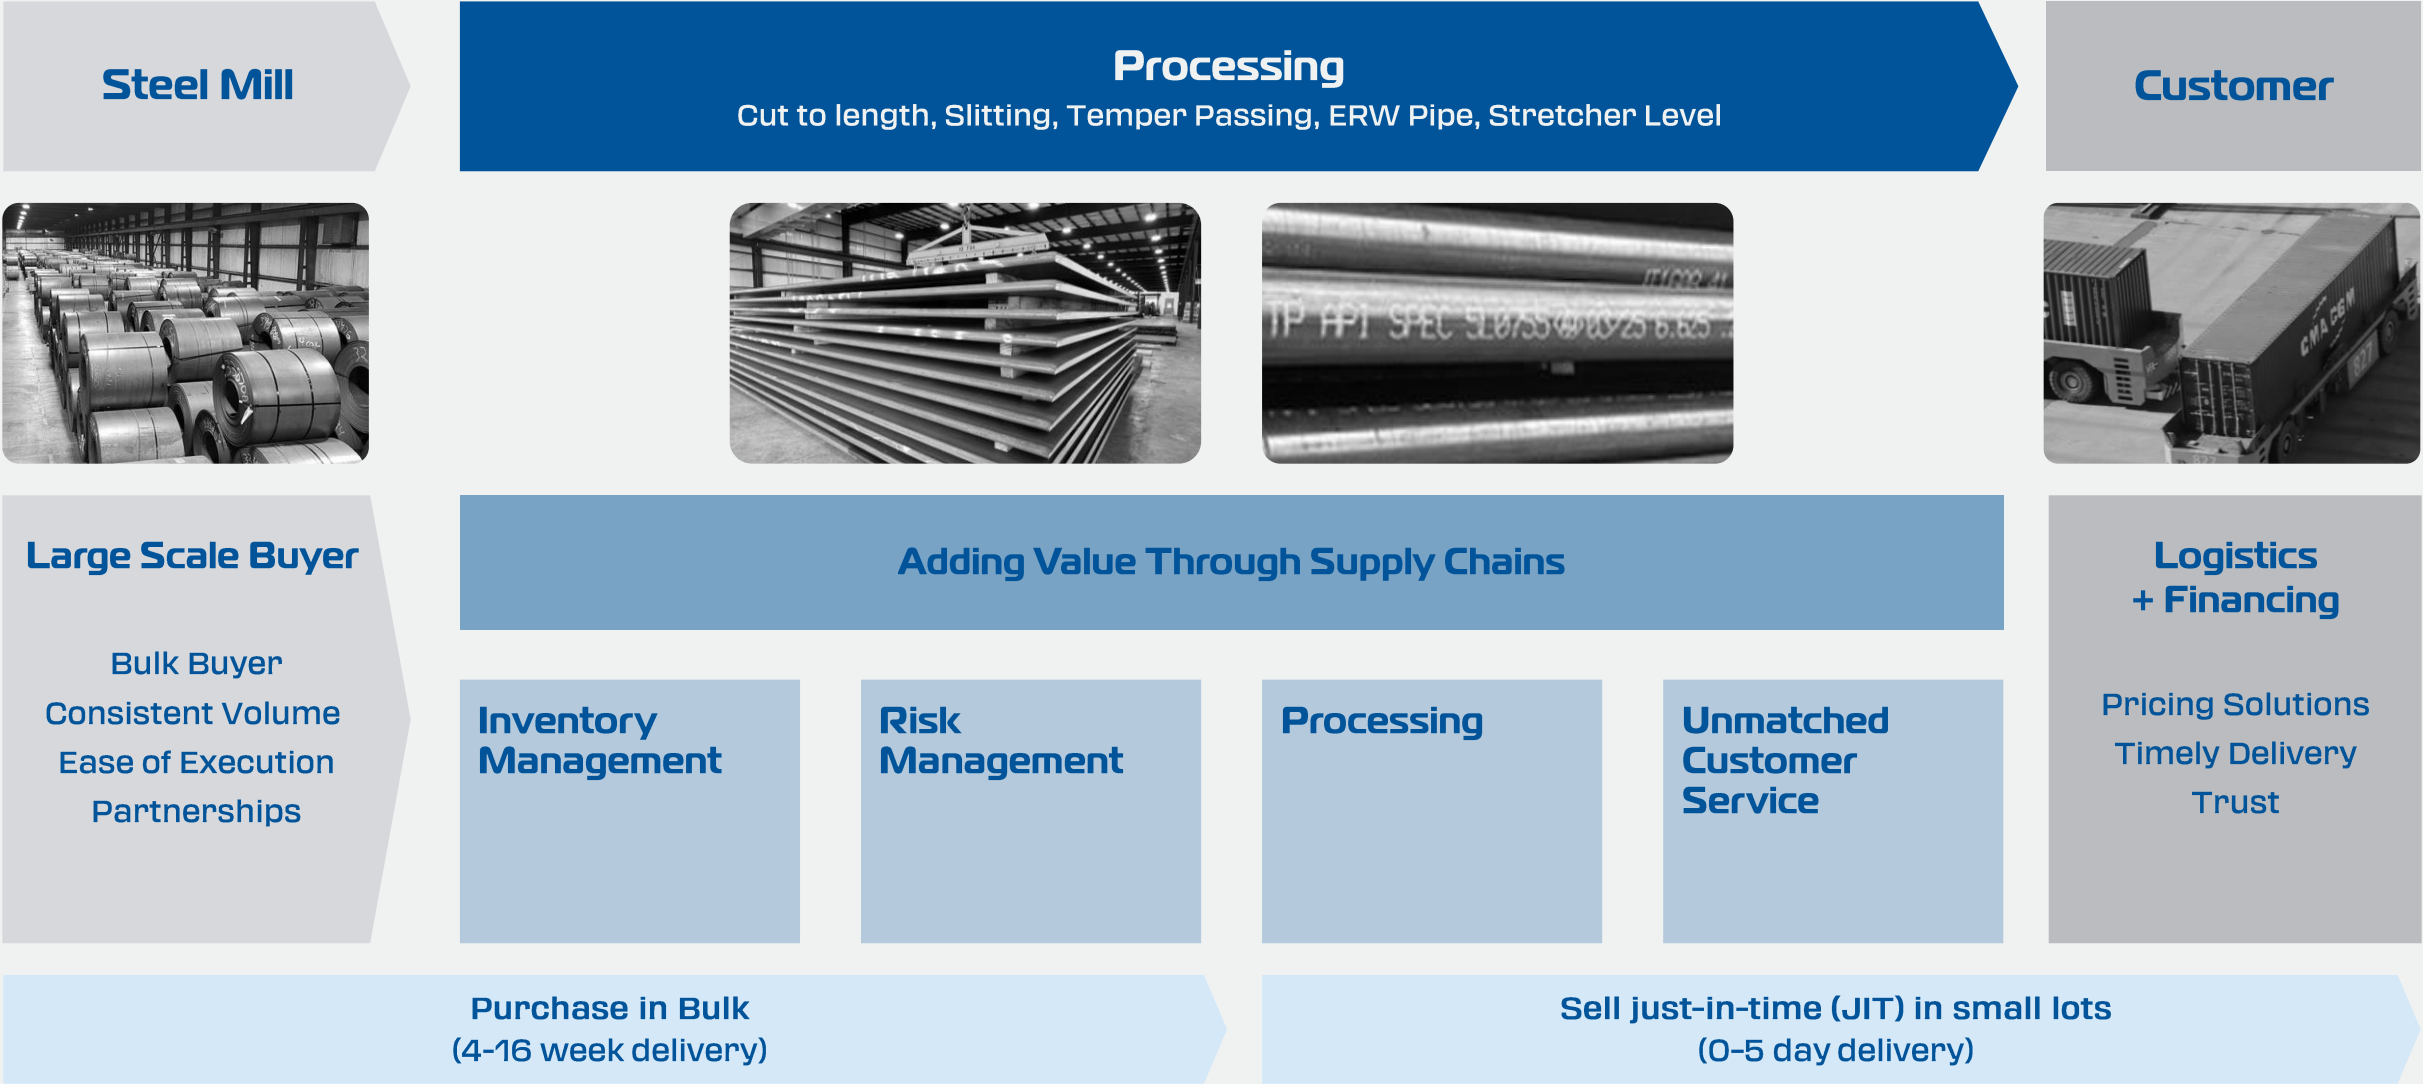 Steel Mill
Processing
Cut to length, Slitting, Temper Passing, ERW Pipe, Stretcher Level
Customer
TP API SPEC 5L
CMA CGM
827
Large Scale Buyer
Bulk Buyer
Consistent Volume
Ease of Execution
Partnerships
Adding Value Through Supply Chains
Inventory
Management
Risk
Management
Processing
Unmatched
Customer
Service
Logistics
+ Financing
Pricing Solutions
Timely Delivery
Trust
Purchase in Bulk
(4-16 week delivery)
Sell just-in-time (JIT) in small lots
(0-5 day delivery)